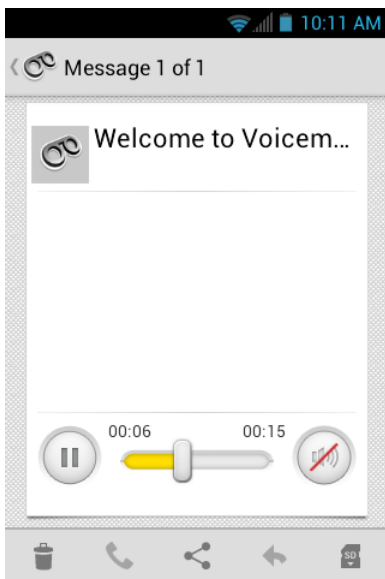 10:11 AM
Message 1 of 1
Welcome to Voicem...
00:06 00:15
SD